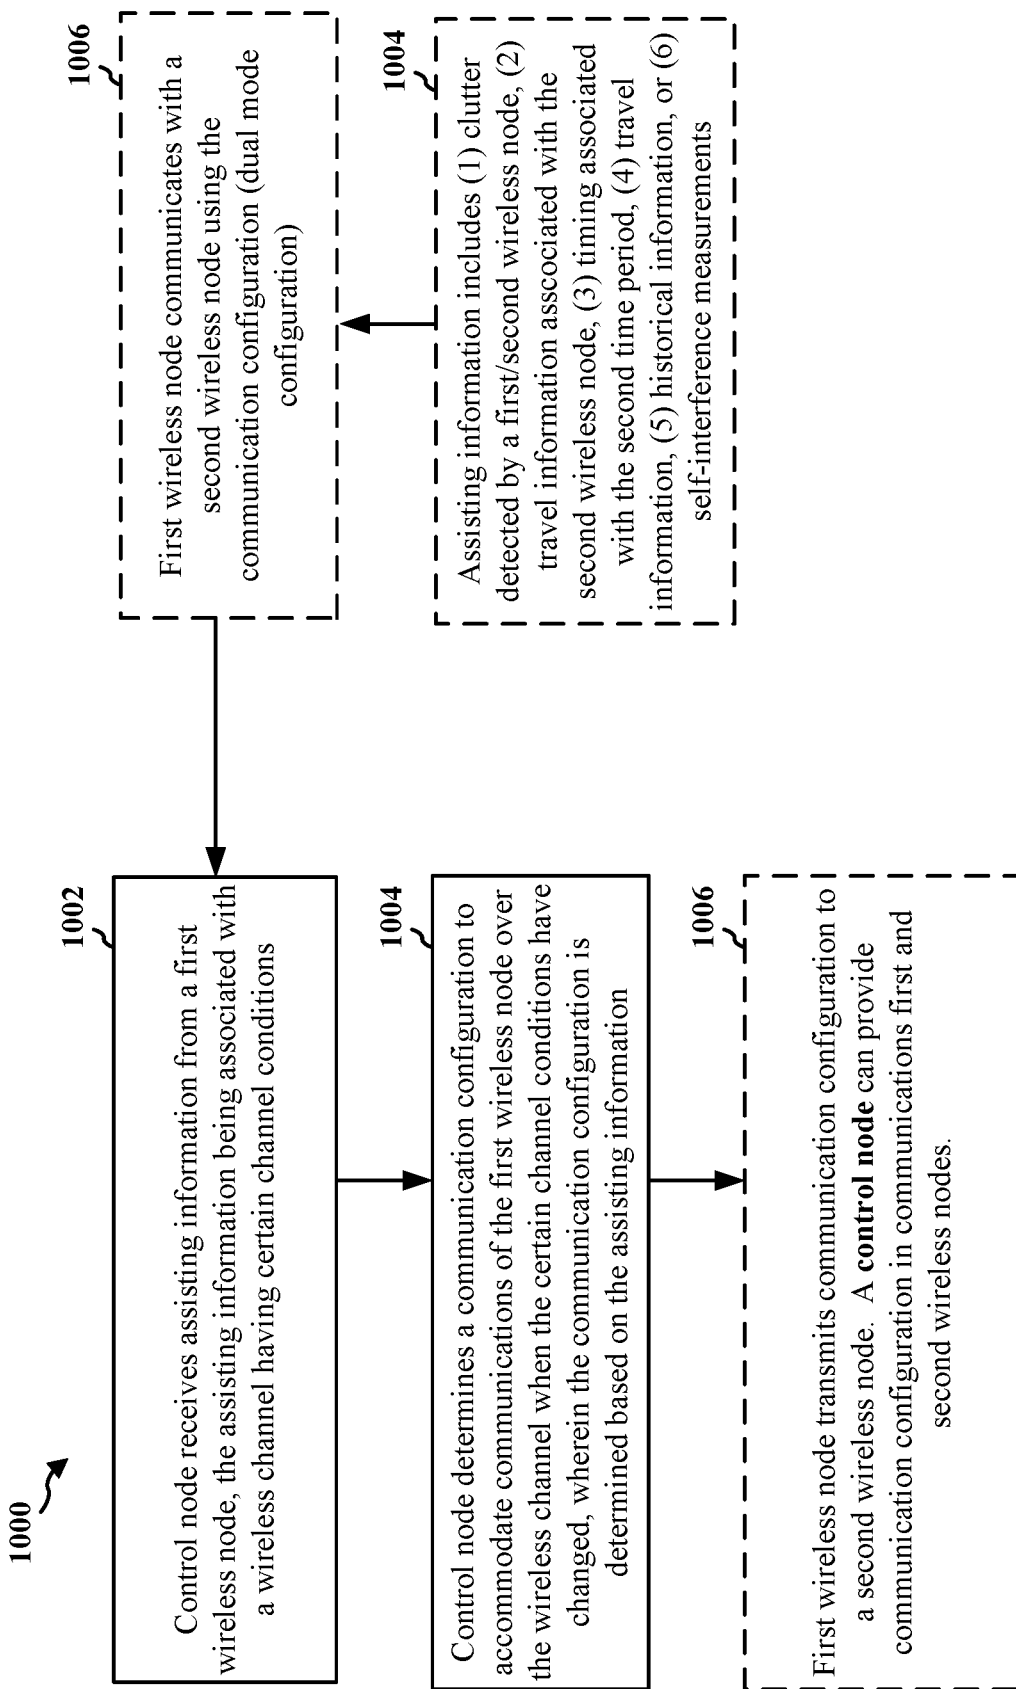 1000
1002
Control node receives assisting information from a first
wireless node, the assisting information being associated with
a wireless channel having certain channel conditions
1004
Control node determines a communication configuration to
accommodate communications of the first wireless node over
the wireless channel when the certain channel conditions have
changed, wherein the communication configuration is
determined based on the assisting information
1006
First wireless node transmits communication configuration to
a second wireless node. A control node can provide
communication configuration in communications first and
second wireless nodes.
1006
First wireless node communicates with a
second wireless node using the
communication configuration (dual mode
configuration)
1004
Assisting information includes (1) clutter
detected by a first/second wireless node, (2)
travel information asscociated with the
second wireless node, (3) timing associated
with the second time period, (4) travel
information, (5) historical information, or (6)
self-interference measurements